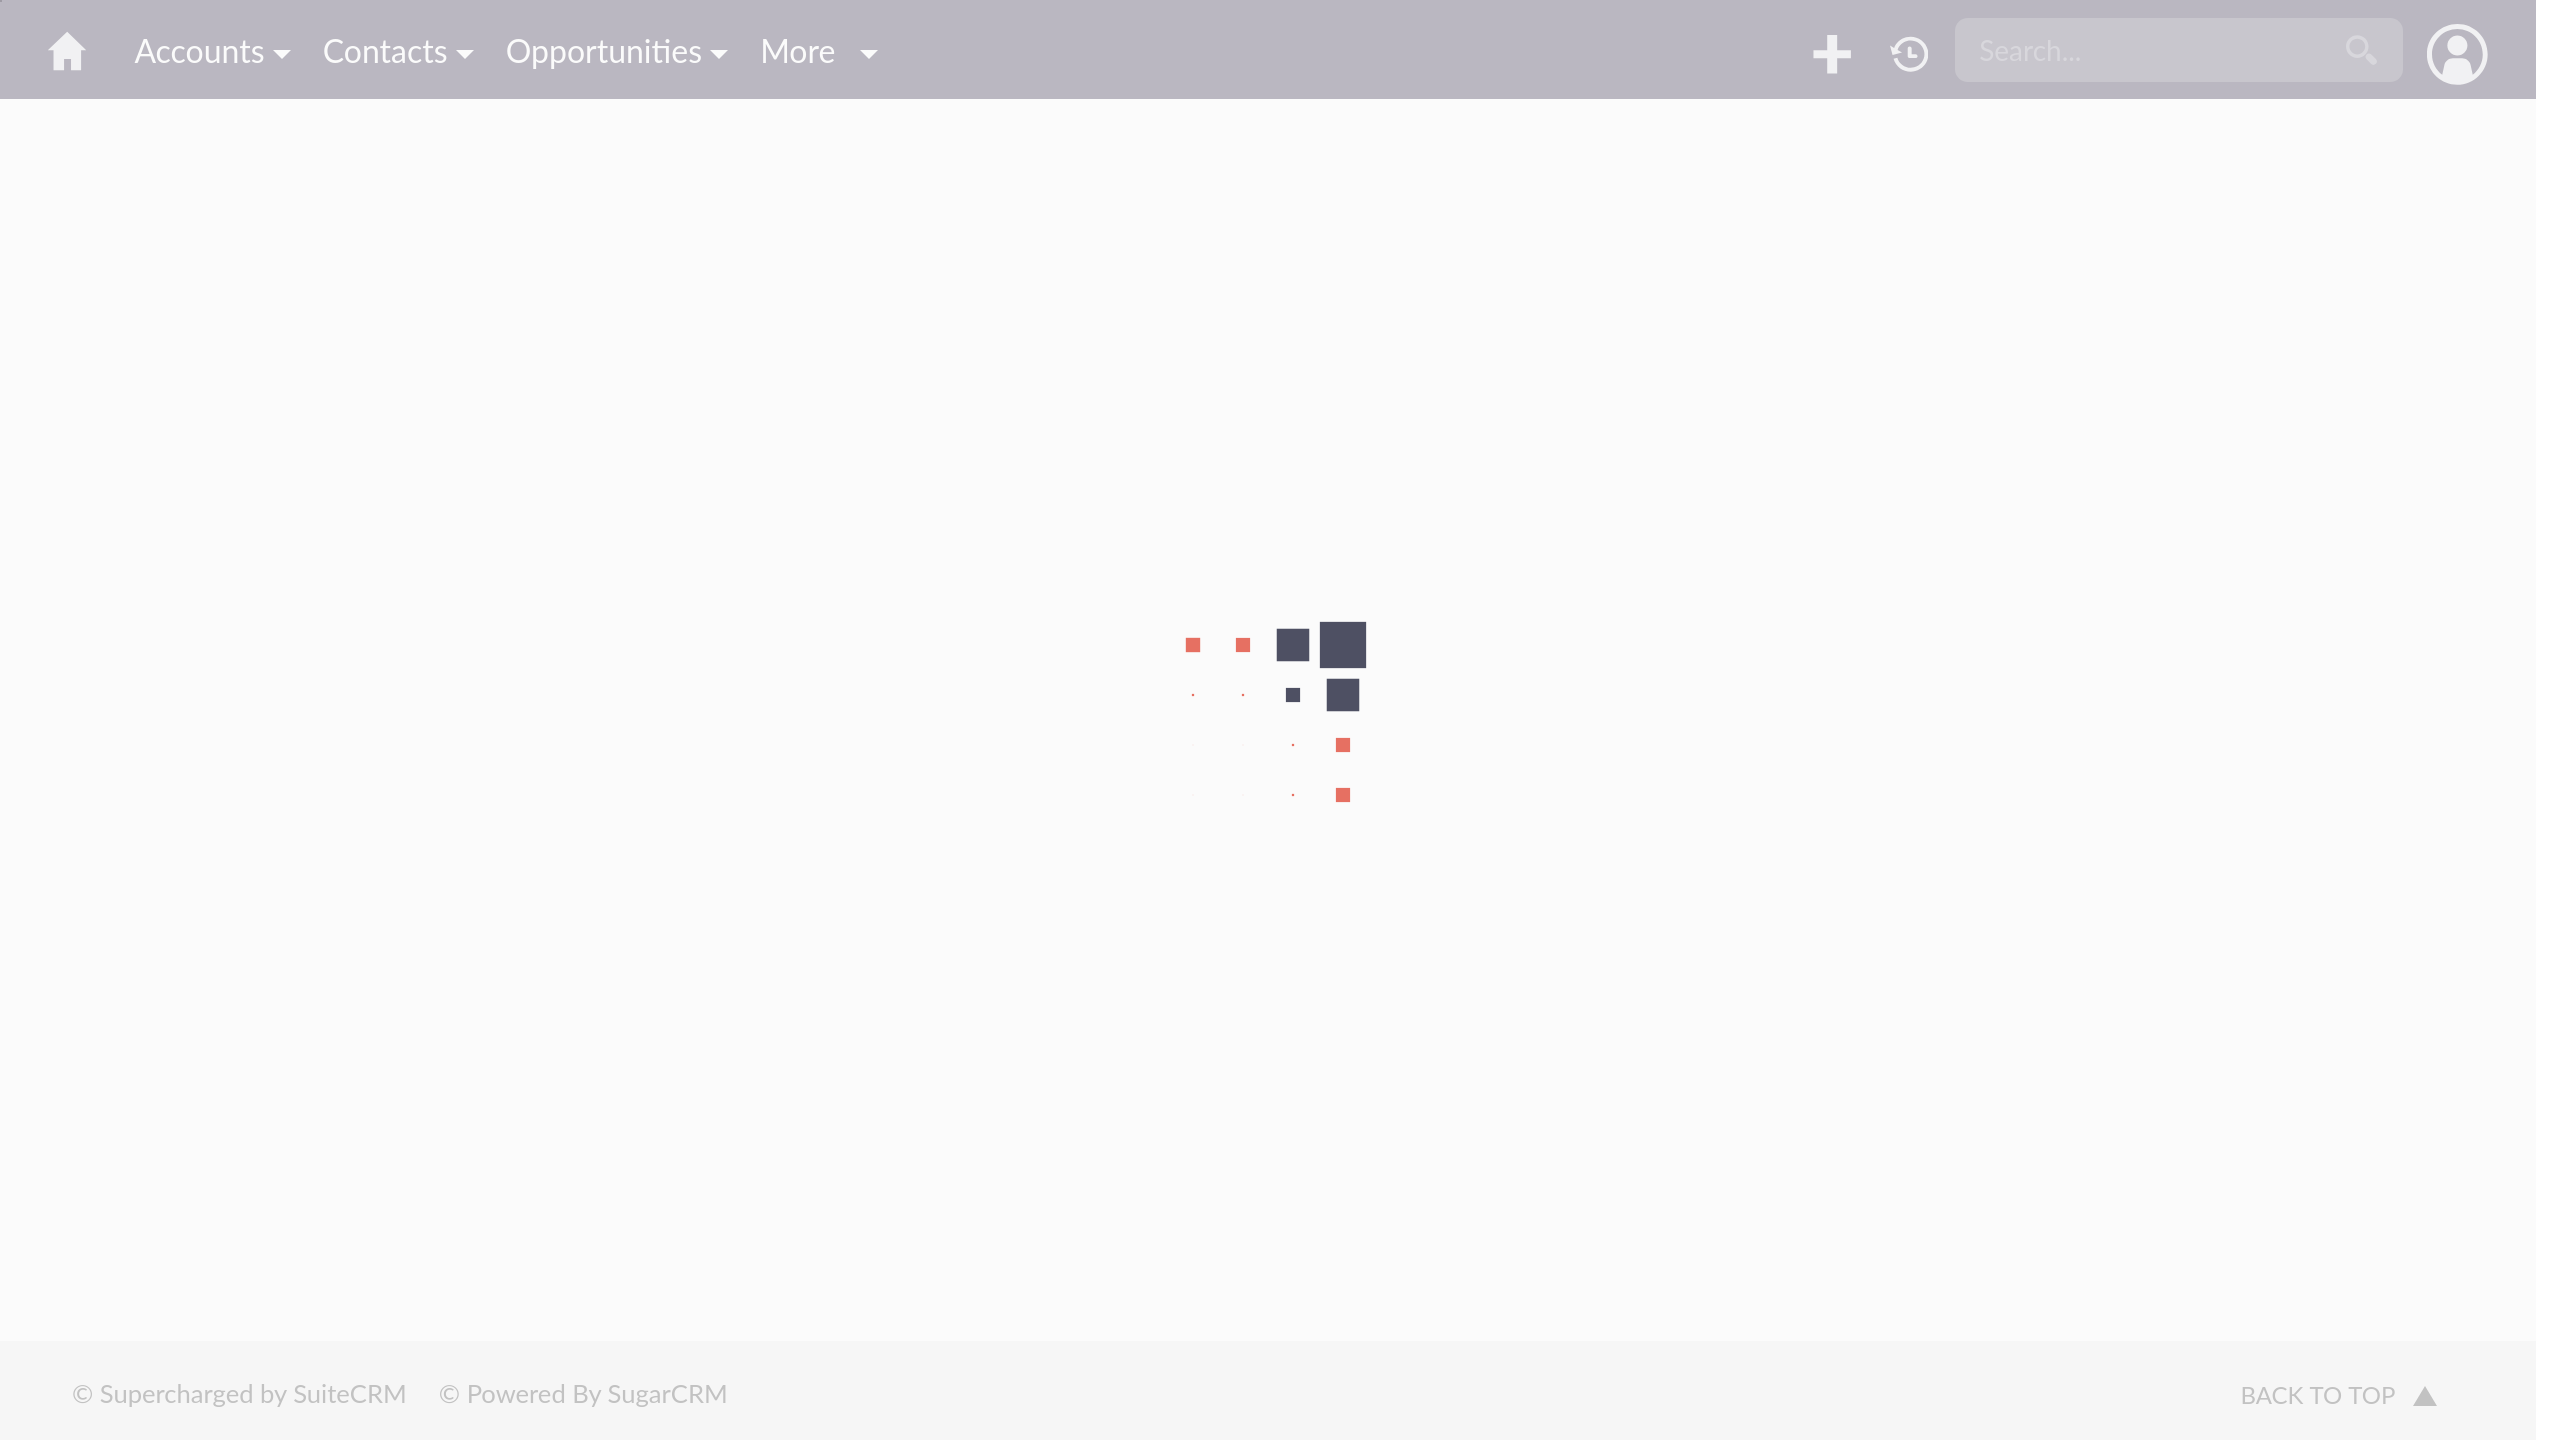 Accounts Contacts Opportunities More Search...
© Supercharged by SuiteCRM © Powered By SugarCRM BACK TO TOP